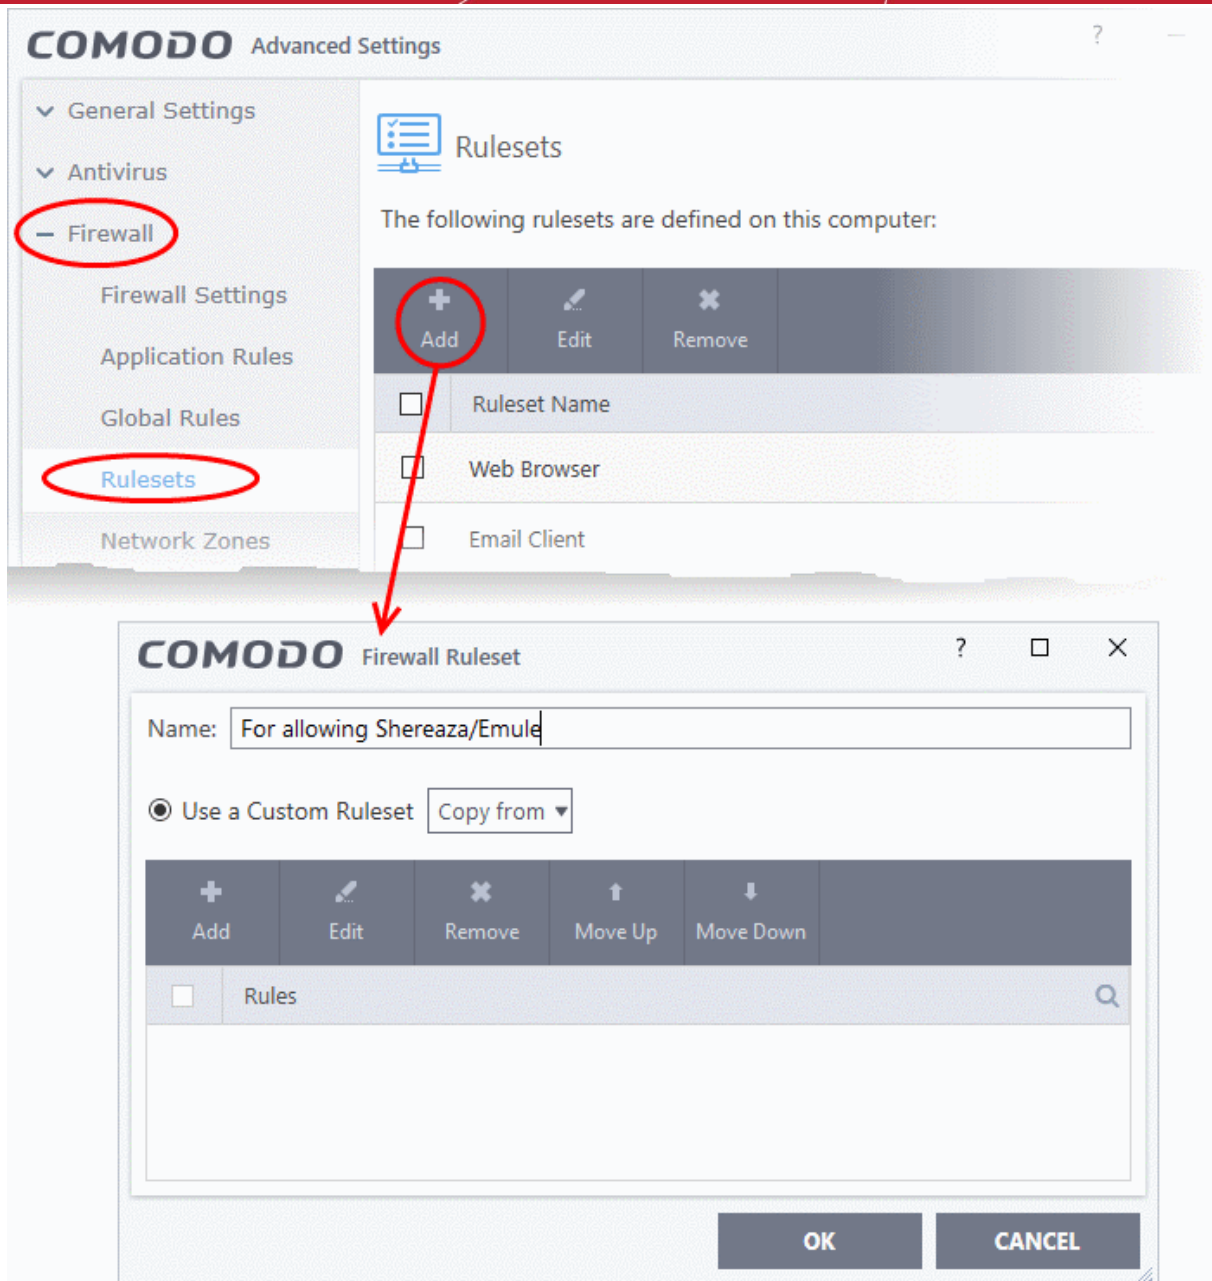 COMODO Advanced Settings ?
General Settings
Antivirus
Firewall
Firewall Settings
Application Rules
Global Rules
Rulesets
Network Zones
Rulesets
The following rulesets are defined on this computer:
Add Edit Remove
Ruleset Name
Web Browser
Email Client
COMODO Firewall Ruleset ?
Name: For allowing Shereaza/Emule
Use a Custom Ruleset Copy from
Add Edit Remove Move Up Move Down
Rules
OK CANCEL